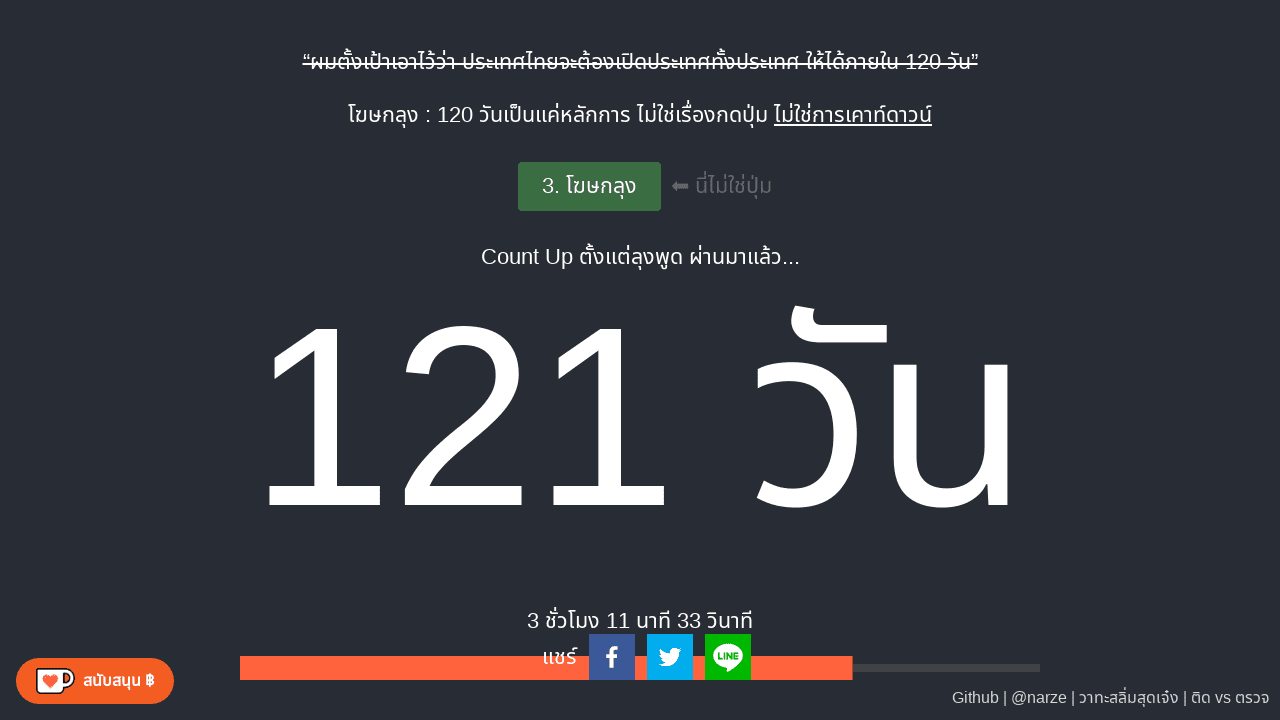 “ผมตั้งเป้าเอาไว้ว่า ประเทศไทยจะต้องเปิดประเทศทั้งประเทศ ให้ได้ภายใน 120 วัน”
โฆษกลุง : 120 วันเป็นแค่หลักการ ไม่ใช่เรื่องกดปุ่ม ไม่ใช่การเคาท์ดาวน์
3. โฆษกลุง ⬅ นี่ไม่ใช่ปุ่ม
Count Up ตั้งแต่ลุงพูด ผ่านมาแล้ว...
121 วัน
3 ชั่วโมง 11 นาที 33 วินาที
แชร์ LINE
สนับสนุน ฿
Github | @narze | วาทะสลิ่มสุดเจ๋ง | ติด vs ตรวจ